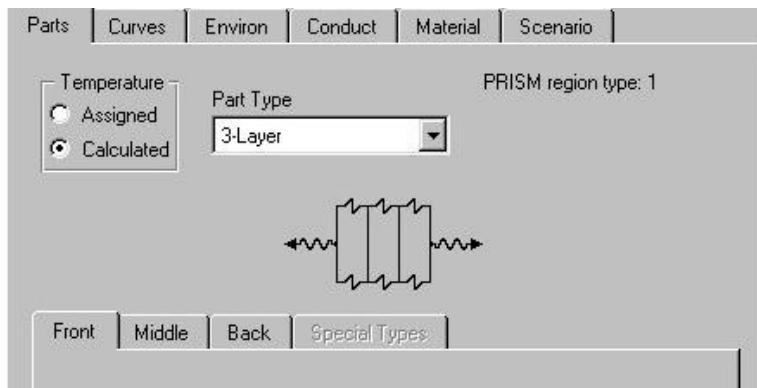 Parts Curves Environ Conduct Material Scenario
Temperature
Assigned
Calculated
Part Type
3-Layer
PRISM region type: 1
Front Middle Back Special Types